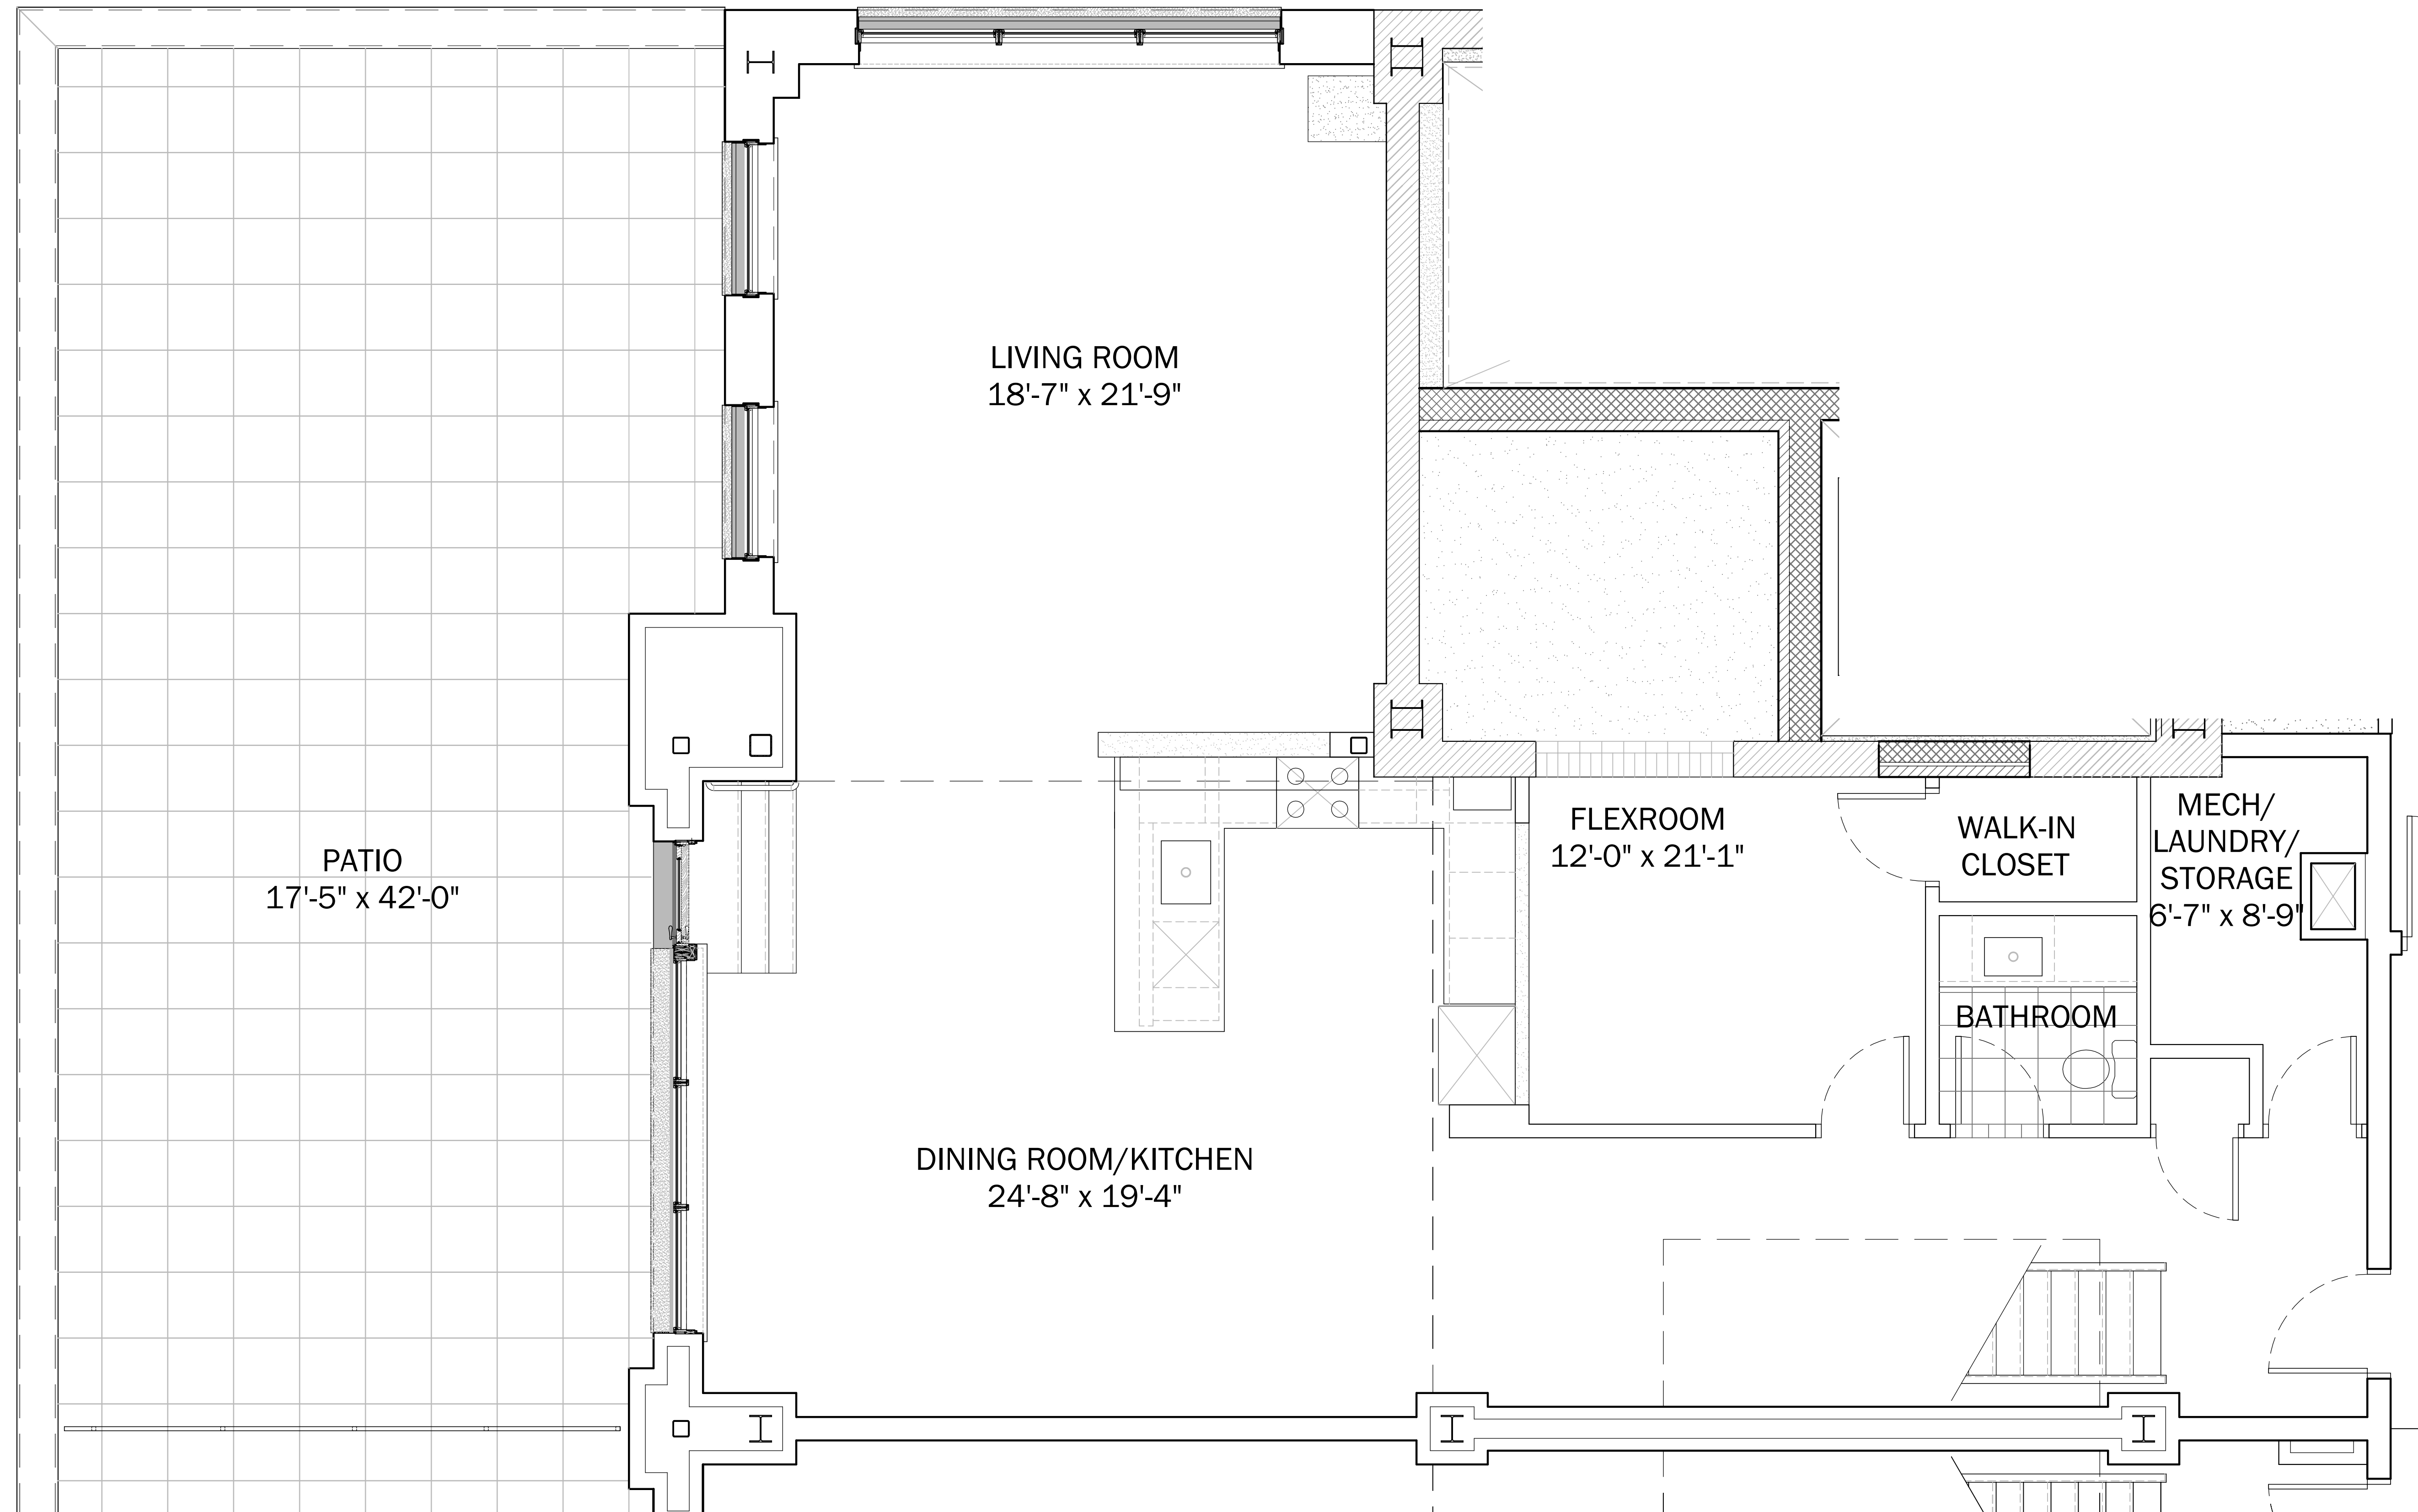 LIVING ROOM
18'-7" x 21'-9"
PATIO
17'-5" x 42'-0"
FLEXROOM
12'-0" x 21'-1"
WALK-IN
CLOSET
MECH/
LAUNDRY/
STORAGE
6'-7" x 8'-9"
BATHROOM
DINING ROOM/KITCHEN
24'-8" x 19'-4"